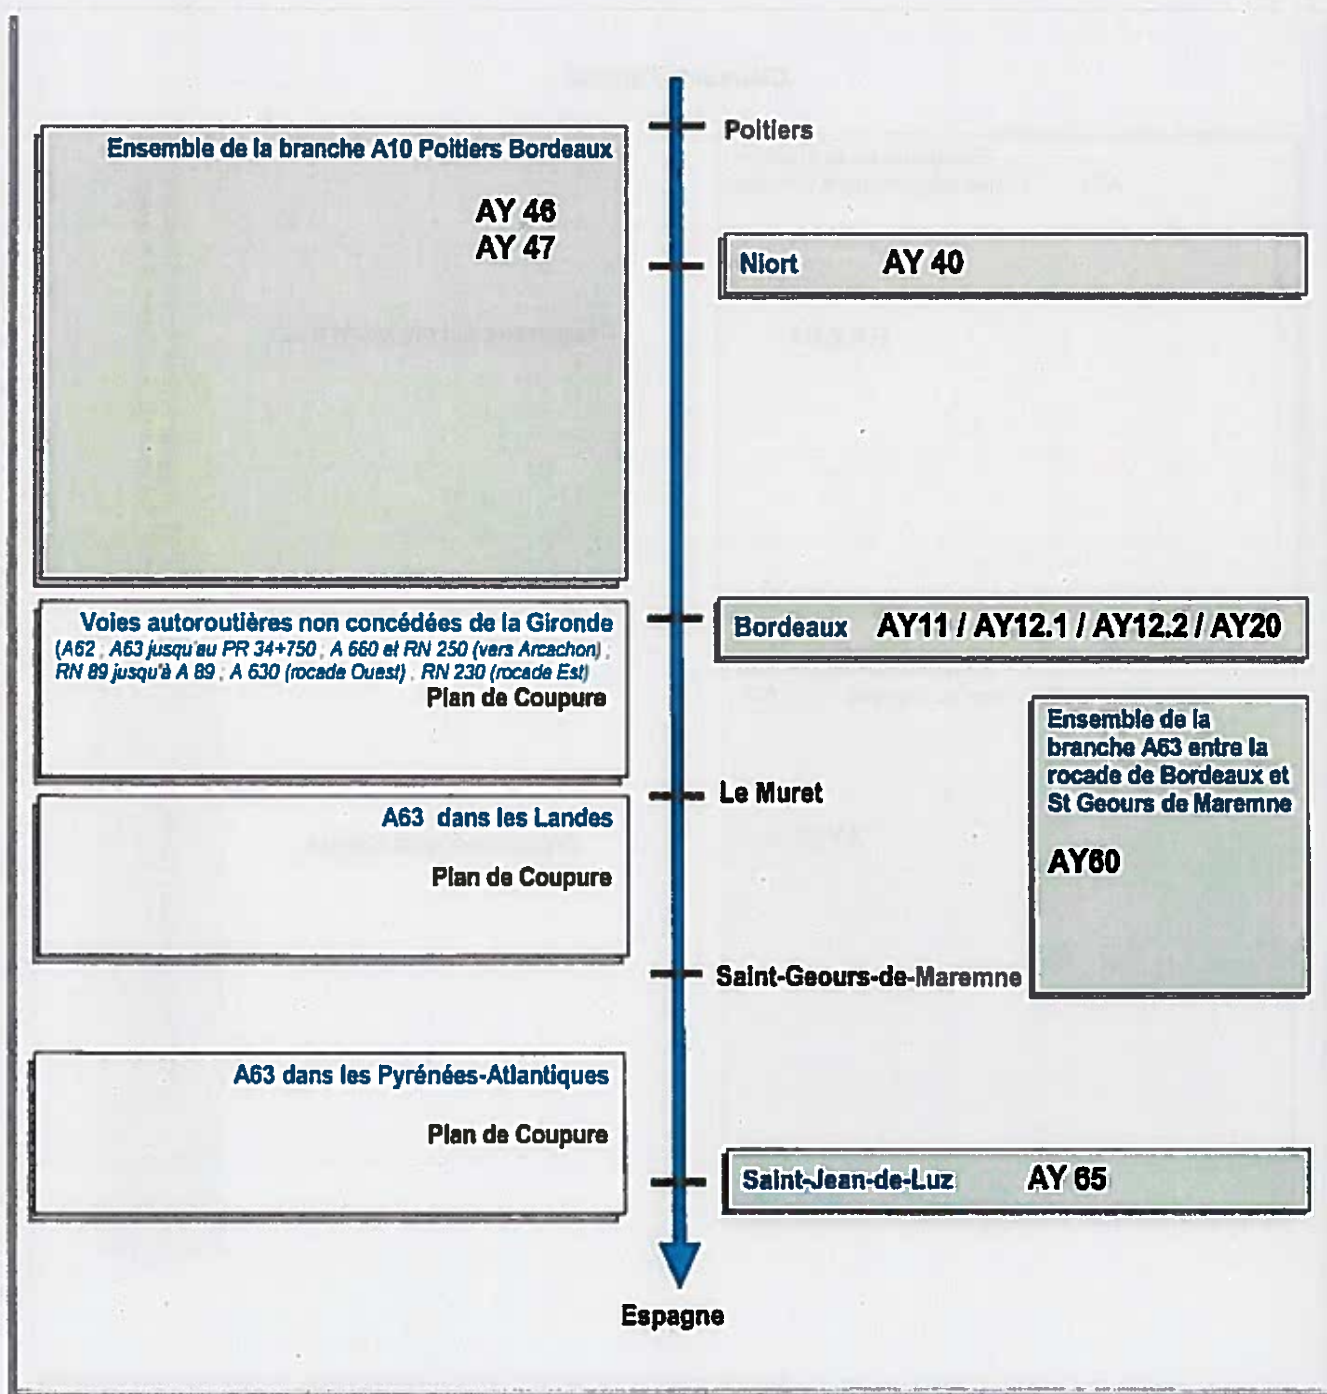 Poitiers
Ensemble de la branche A10 Poitiers Bordeaux
AY 46
AY 47
Niort AY 40
Voies autoroutières non concédées de la Gironde
(A62 ; A63 jusqu'au PR 34+750 ; A 660 et RN 250 (vers Arcachon) ;
RN 89 jusqu'à A 89 ; A 630 (rocade Ouest) ; RN 230 (rocade Est)
Plan de Coupure
Bordeaux AY11 / AY12.1 / AY12.2 / AY20
Ensemble de la
branche A63 entre la
rocade de Bordeaux et
St Geours de Maremne
AY60
Le Muret
A63 dans les Landes
Plan de Coupure
Saint-Geours-de-Maremne
A63 dans les Pyrénées-Atlantiques
Plan de Coupure
Saint-Jean-de-Luz AY 65
Espagne